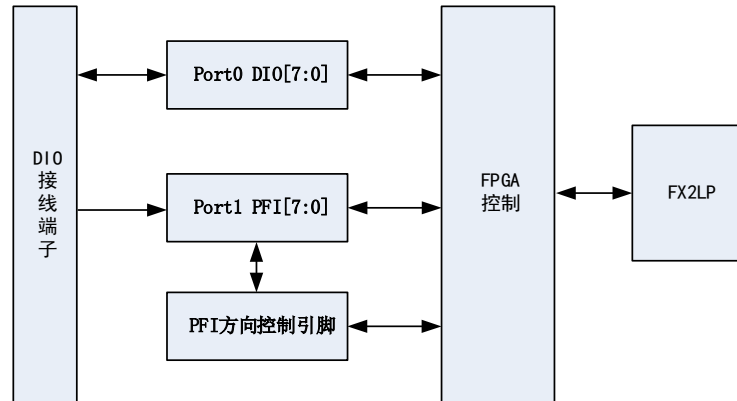 Port0 DIO[7:0]
DIO
接
线
端
子
Port1 PFI[7:0]
PFI方向控制引脚
FPGA
控制
FX2LP